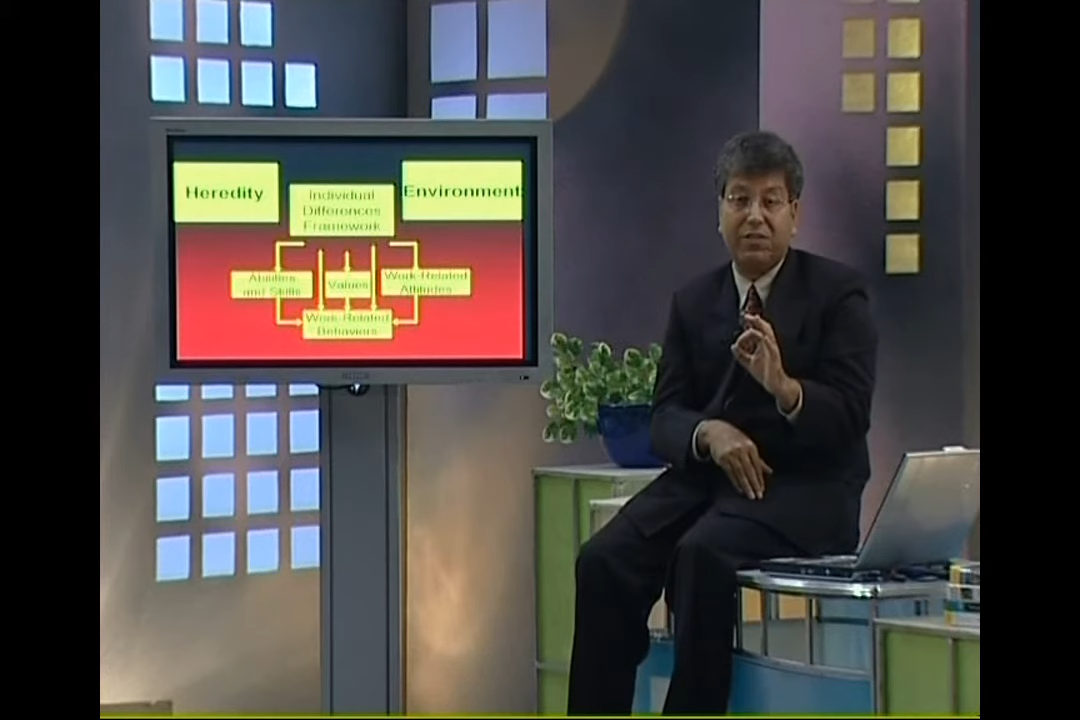 Heredity
Individual
Differences
Framework
Environment
Abilities
and Skills
Values
Work-Related
Attitudes
Work-Related
Behaviors